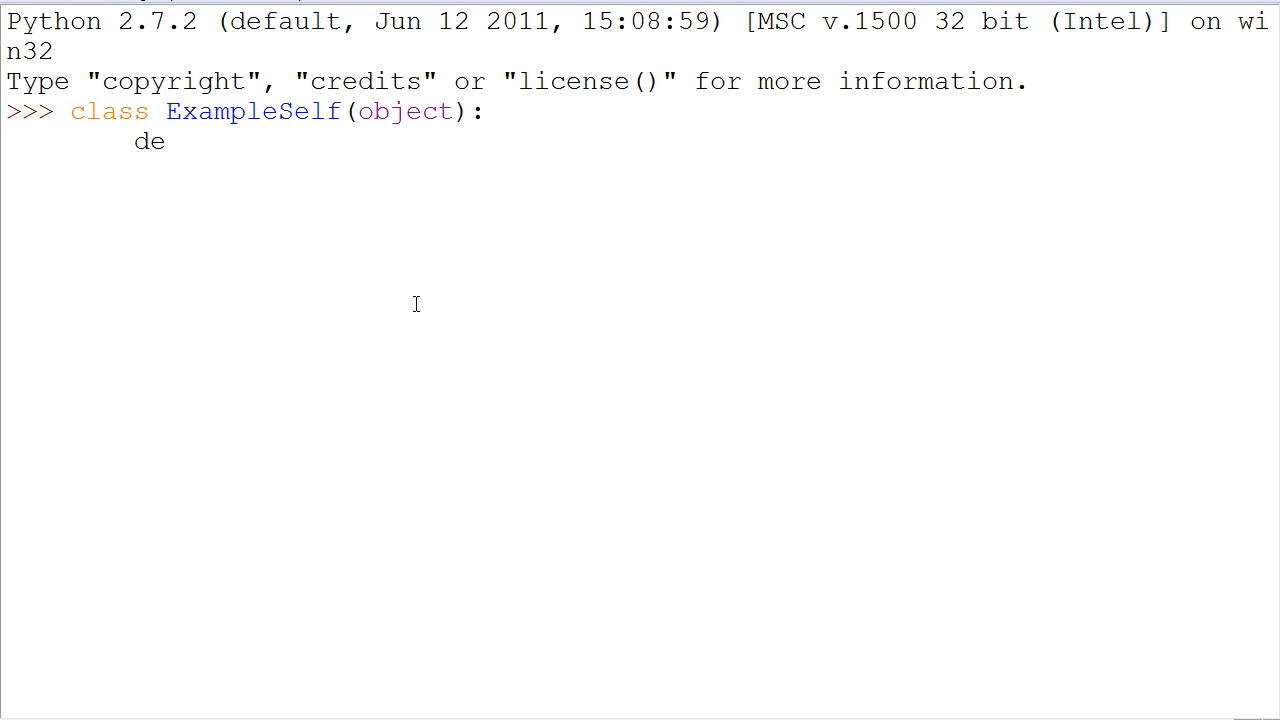 Python 2.7.2 (default, Jun 12 2011, 15:08:59) [MSC v.1500 32 bit (Intel)] on wi
n32
Type "copyright", "credits" or "license()" for more information.
>>> class ExampleSelf(object):
        de